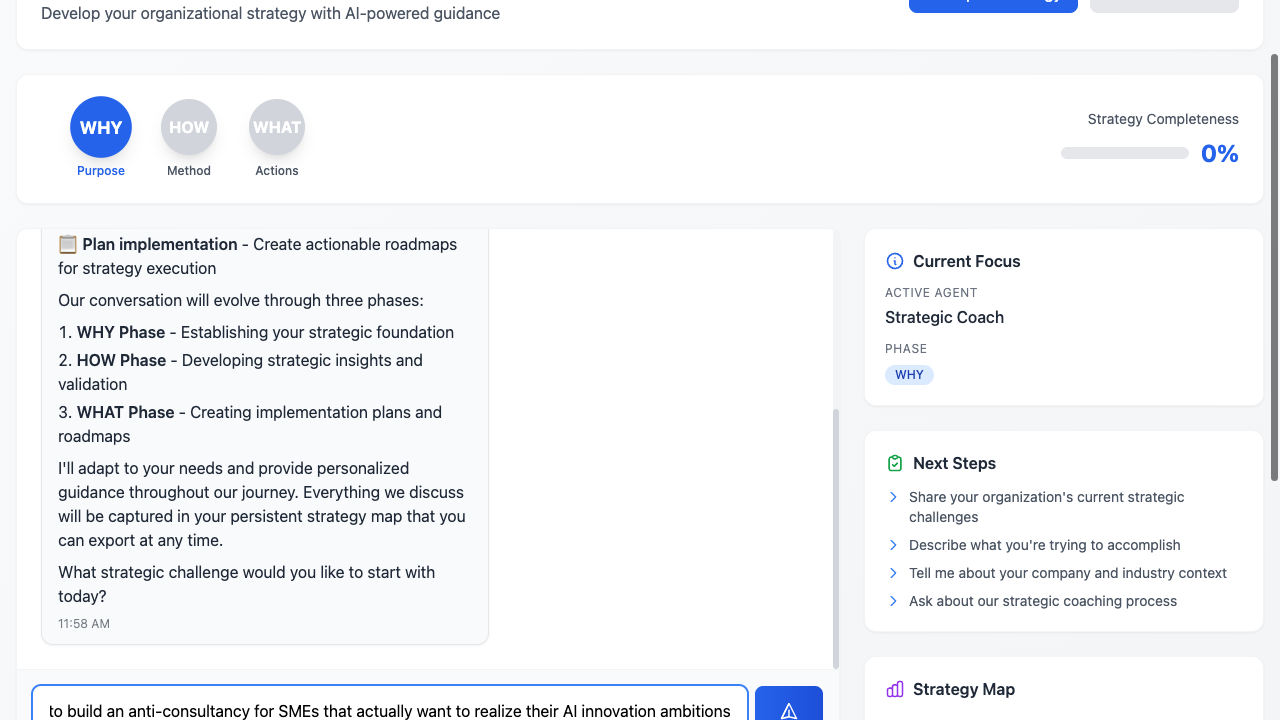 Develop your organizational strategy with AI-powered guidance
WHY
HOW
WHAT
Purpose
Method
Actions
Strategy Completeness
0%
📋 Plan implementation - Create actionable roadmaps
for strategy execution
Our conversation will evolve through three phases:
1. WHY Phase - Establishing your strategic foundation
2. HOW Phase - Developing strategic insights and
validation
3. WHAT Phase - Creating implementation plans and
roadmaps
I'll adapt to your needs and provide personalized
guidance throughout our journey. Everything we discuss
will be captured in your persistent strategy map that you
can export at any time.
What strategic challenge would you like to start with
today?
11:58 AM
to build an anti-consultancy for SMEs that actually want to realize their AI innovation ambitions
Current Focus
ACTIVE AGENT
Strategic Coach
PHASE
WHY
Next Steps
Share your organization's current strategic
challenges
Describe what you're trying to accomplish
Tell me about your company and industry context
Ask about our strategic coaching process
Strategy Map